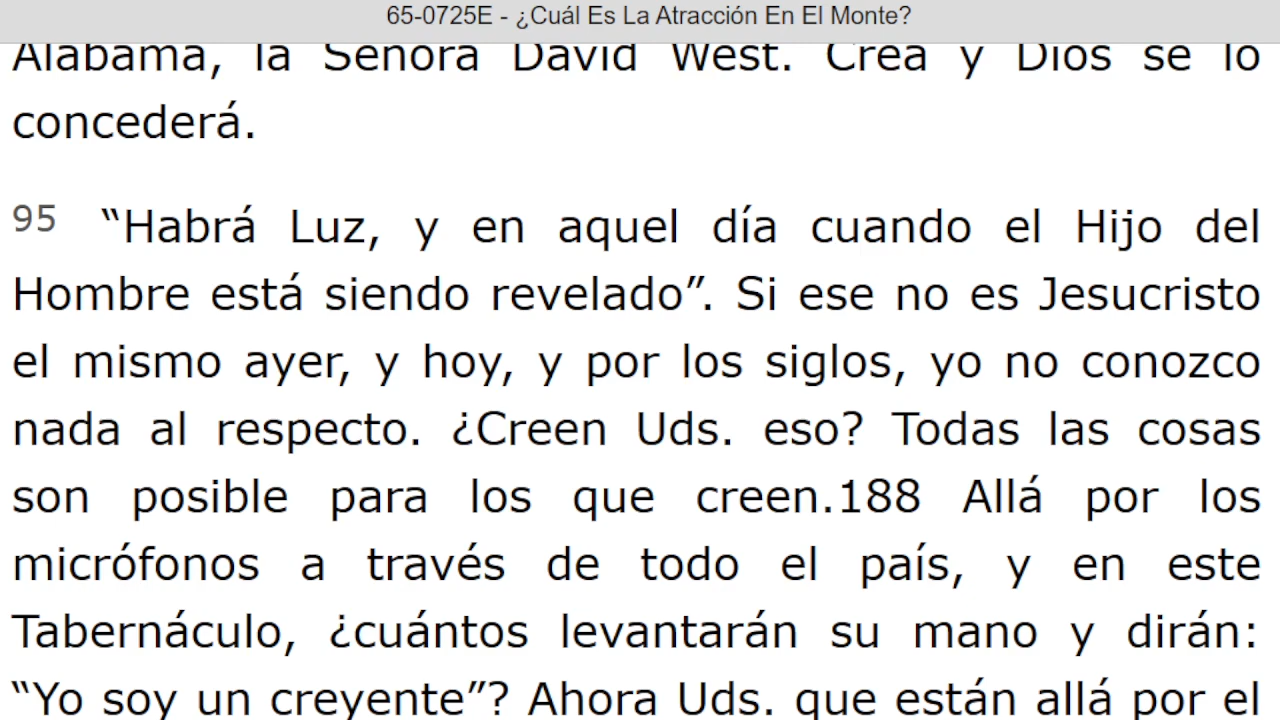 65-0725E - ¿Cuál Es La Atracción En El Monte?
Alabama, la Señora David West. Crea y Dios se lo
concederá.
95 “Habrá Luz, y en aquel día cuando el Hijo del
Hombre está siendo revelado”. Si ese no es Jesucristo
el mismo ayer, y hoy, y por los siglos, yo no conozco
nada al respecto. ¿Creen Uds. eso? Todas las cosas
son posible para los que creen.188 Allá por los
micrófonos a través de todo el país, y en este
Tabernáculo, ¿cuántos levantarán su mano y dirán:
“Yo soy un creyente”? Ahora Uds. que están allá por el